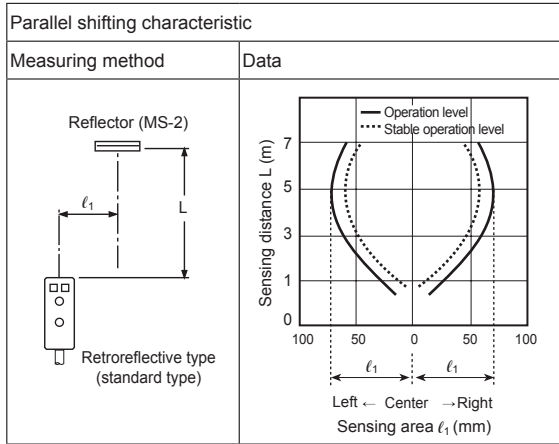 Parallel shifting characteristic
Measuring method
Data
Reflector (MS-2)
ℓ1
L
Retroreflective type
(standard type)
Operation level
Stable operation level
Sensing distance L (m)
7
5
3
1
0
100 50 0 50 100
ℓ1 ℓ1
Left ← Center →Right
Sensing area ℓ1 (mm)